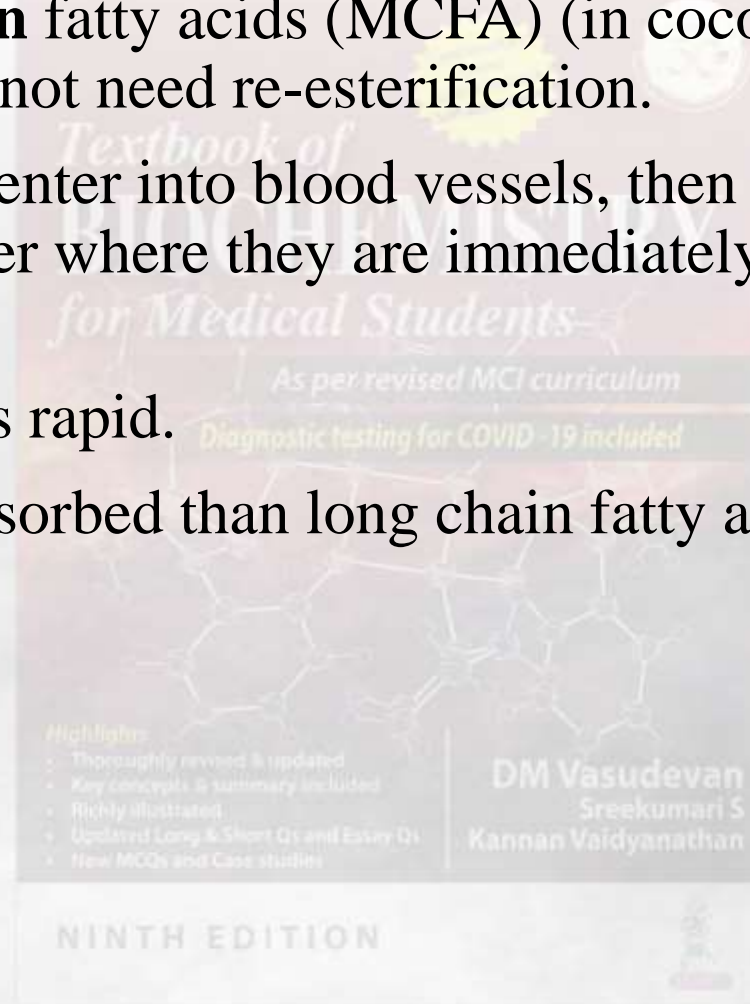 n fatty acids (MCFA) (in coco
not need re-esterification.
Textbook of
enter into blood vessels, then
BIOCHEMISTRY
er where they are immediately
for Medical Students
As per revised MCI curriculum
s rapid.
Diagnostic testing for COVID -19 included
sorbed than long chain fatty a
Highlights
• Thoroughly revised & updated
• Key concepts & summary included
• Richly illustrated
• Updated Long & Short Qs and Essay Qs
• New MCQs and Case studies
DM Vasudevan
Sreekumari S
Kannan Vaidyanathan
NINTH EDITION